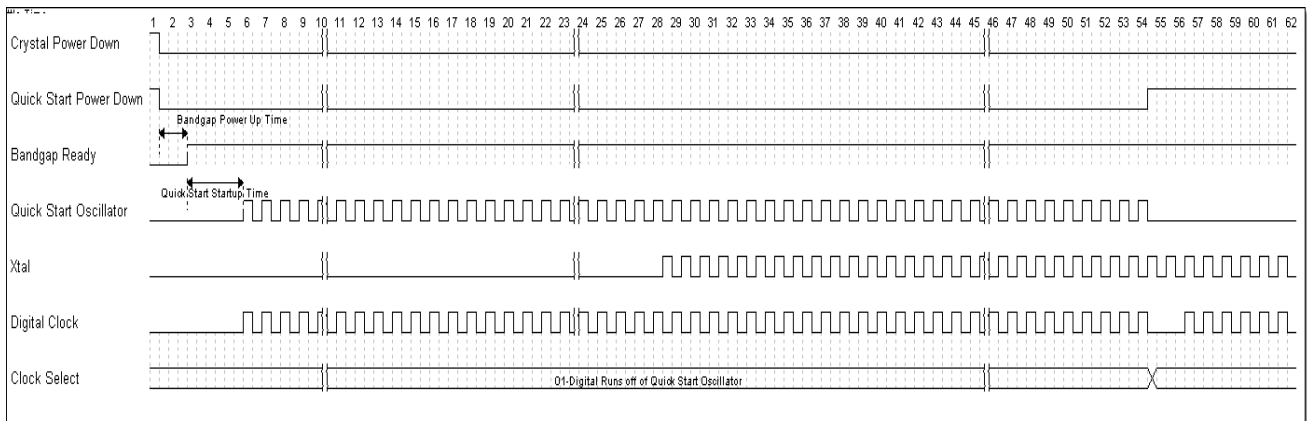 1 2 3 4 5 6 7 8 9 10 11 12 13 14 15 16 17 18 19 20 21 22 23 24 25 26 27 28 29 30 31 32 33 34 35 36 37 38 39 40 41 42 43 44 45 46 47 48 49 50 51 52 53 54 55 56 57 58 59 60 61 62
Crystal Power Down
Quick Start Power Down
Bandgap Power Up Time
Bandgap Ready
Quick Start Startup Time
Quick Start Oscillator
Xtal
Digital Clock
Clock Select
01-Digital Runs off of Quick Start Oscillator